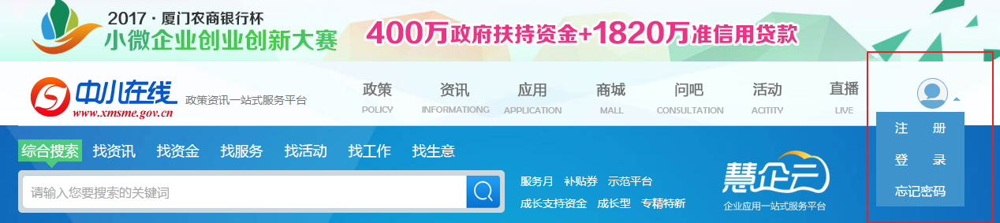 2017·厦门农商银行杯
小微企业创业创新大赛
400万政府扶持资金+1820万准信用贷款
中小在线
www.xmsme.gov.cn
政策资讯一站式服务平台
政策 资讯 应用 商城 问吧 活动 直播
POLICY INFORMATIONG APPLICATION MALL CONSULTATION ACITITY LIVE
注 册
登 录
忘记密码
综合搜索 找资讯 找资金 找服务 找活动 找工作 找生意
请输入您要搜索的关键词
服务月 补贴券 示范平台
成长支持资金 成长型 专精特新
慧企云
企业应用一站式服务平台